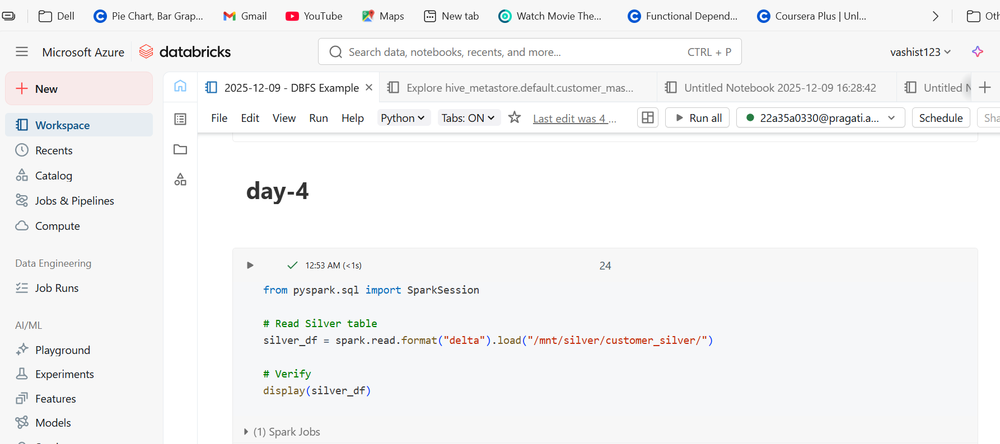 Dell
Pie Chart, Bar Grap...
Gmail
YouTube
Maps
New tab
Watch Movie The...
Functional Depend...
Coursera Plus | Unl...
Oth
Microsoft Azure
databricks
Search data, notebooks, recents, and more...
CTRL + P
vashist123
New
2025-12-09 - DBFS Example
Explore hive_metastore.default.customer_mas...
Untitled Notebook 2025-12-09 16:28:42
Untitled N
File
Edit
View
Run
Help
Python
Tabs: ON
Last edit was 4 ...
Run all
22a35a0330@pragati.a...
Schedule
Sha
Workspace
Recents
Catalog
Jobs & Pipelines
Compute
Data Engineering
Job Runs
AI/ML
Playground
Experiments
Features
Models
day-4
12:53 AM (<1s)
24
from pyspark.sql import SparkSession
# Read Silver table
silver_df = spark.read.format("delta").load("/mnt/silver/customer_silver/")
# Verify
display(silver_df)
(1) Spark Jobs